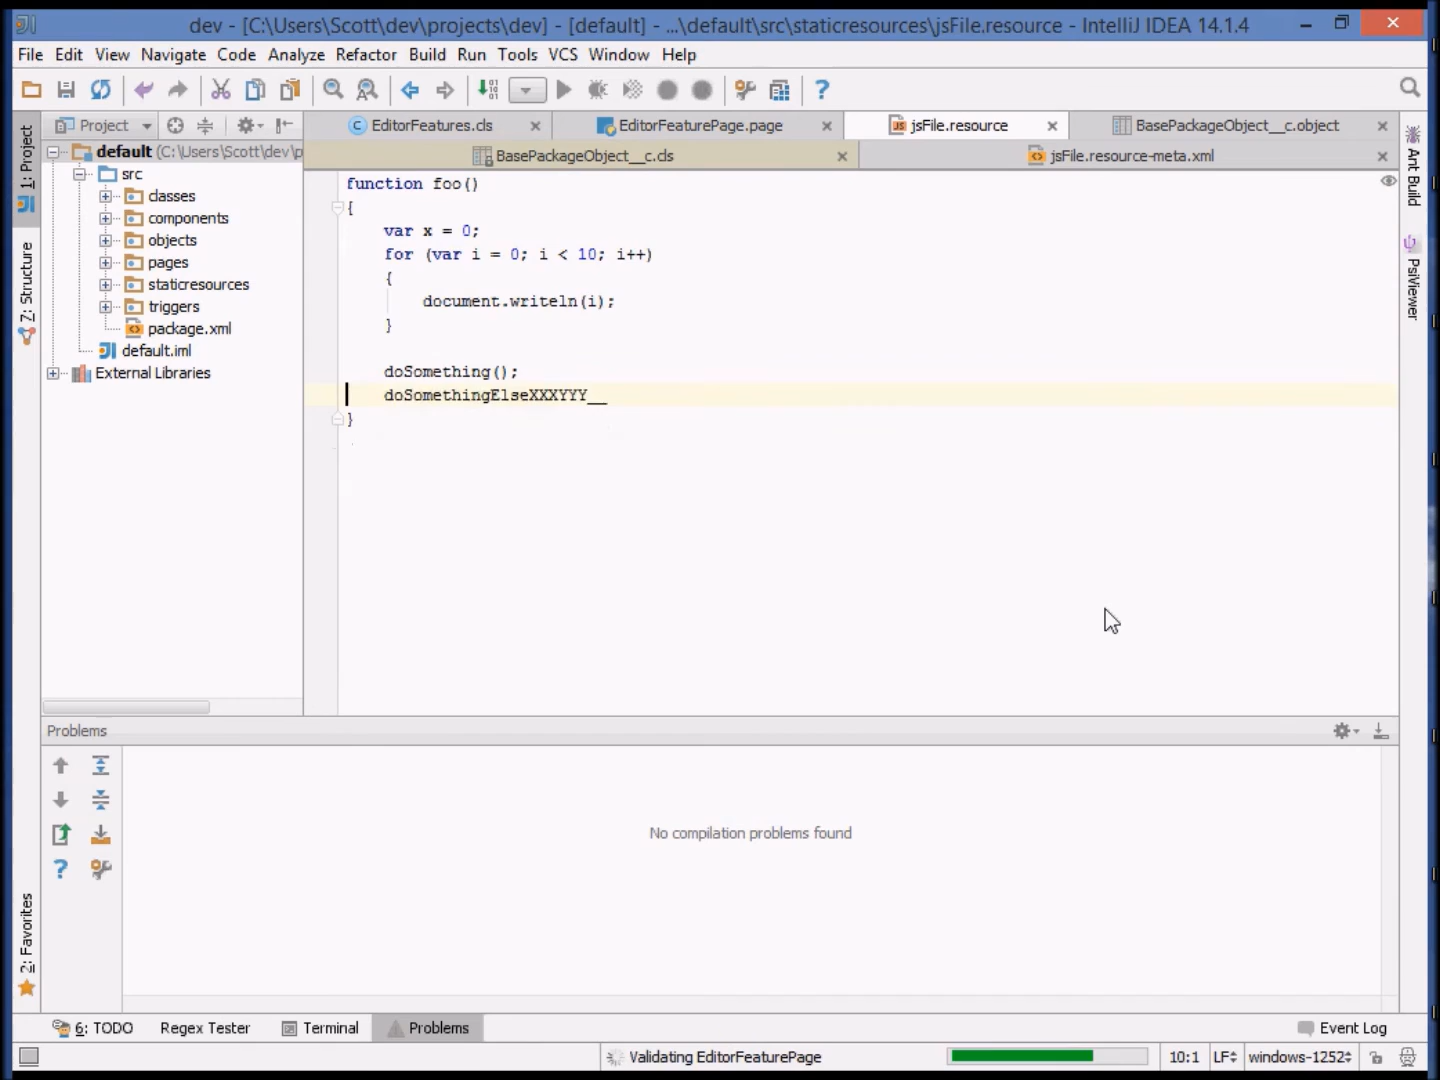 dev - [C:\Users\Scott\dev\projects\dev] - [default] - ...\default\src\staticresources\jsFile.resource - IntelliJ IDEA 14.1.4
File Edit View Navigate Code Analyze Refactor Build Run Tools VCS Window Help
1: Project
Z: Structure
2: Favorites
Project
default (C:\Users\Scott\dev\p
src
classes
components
objects
pages
staticresources
triggers
package.xml
default.iml
External Libraries
EditorFeatures.cls
EditorFeaturePage.page
jsFile.resource
BasePackageObject__c.object
BasePackageObject__c.cls
jsFile.resource-meta.xml
function foo()
{
var x = 0;
for (var i = 0; i < 10; i++)
{
document.writeln(i);
}
doSomething();
doSomethingElseXXXYYY__
}
Ant Build
PsiViewer
Problems
No compilation problems found
6: TODO
Regex Tester
Terminal
Problems
Event Log
Validating EditorFeaturePage
10:1
LF
windows-1252